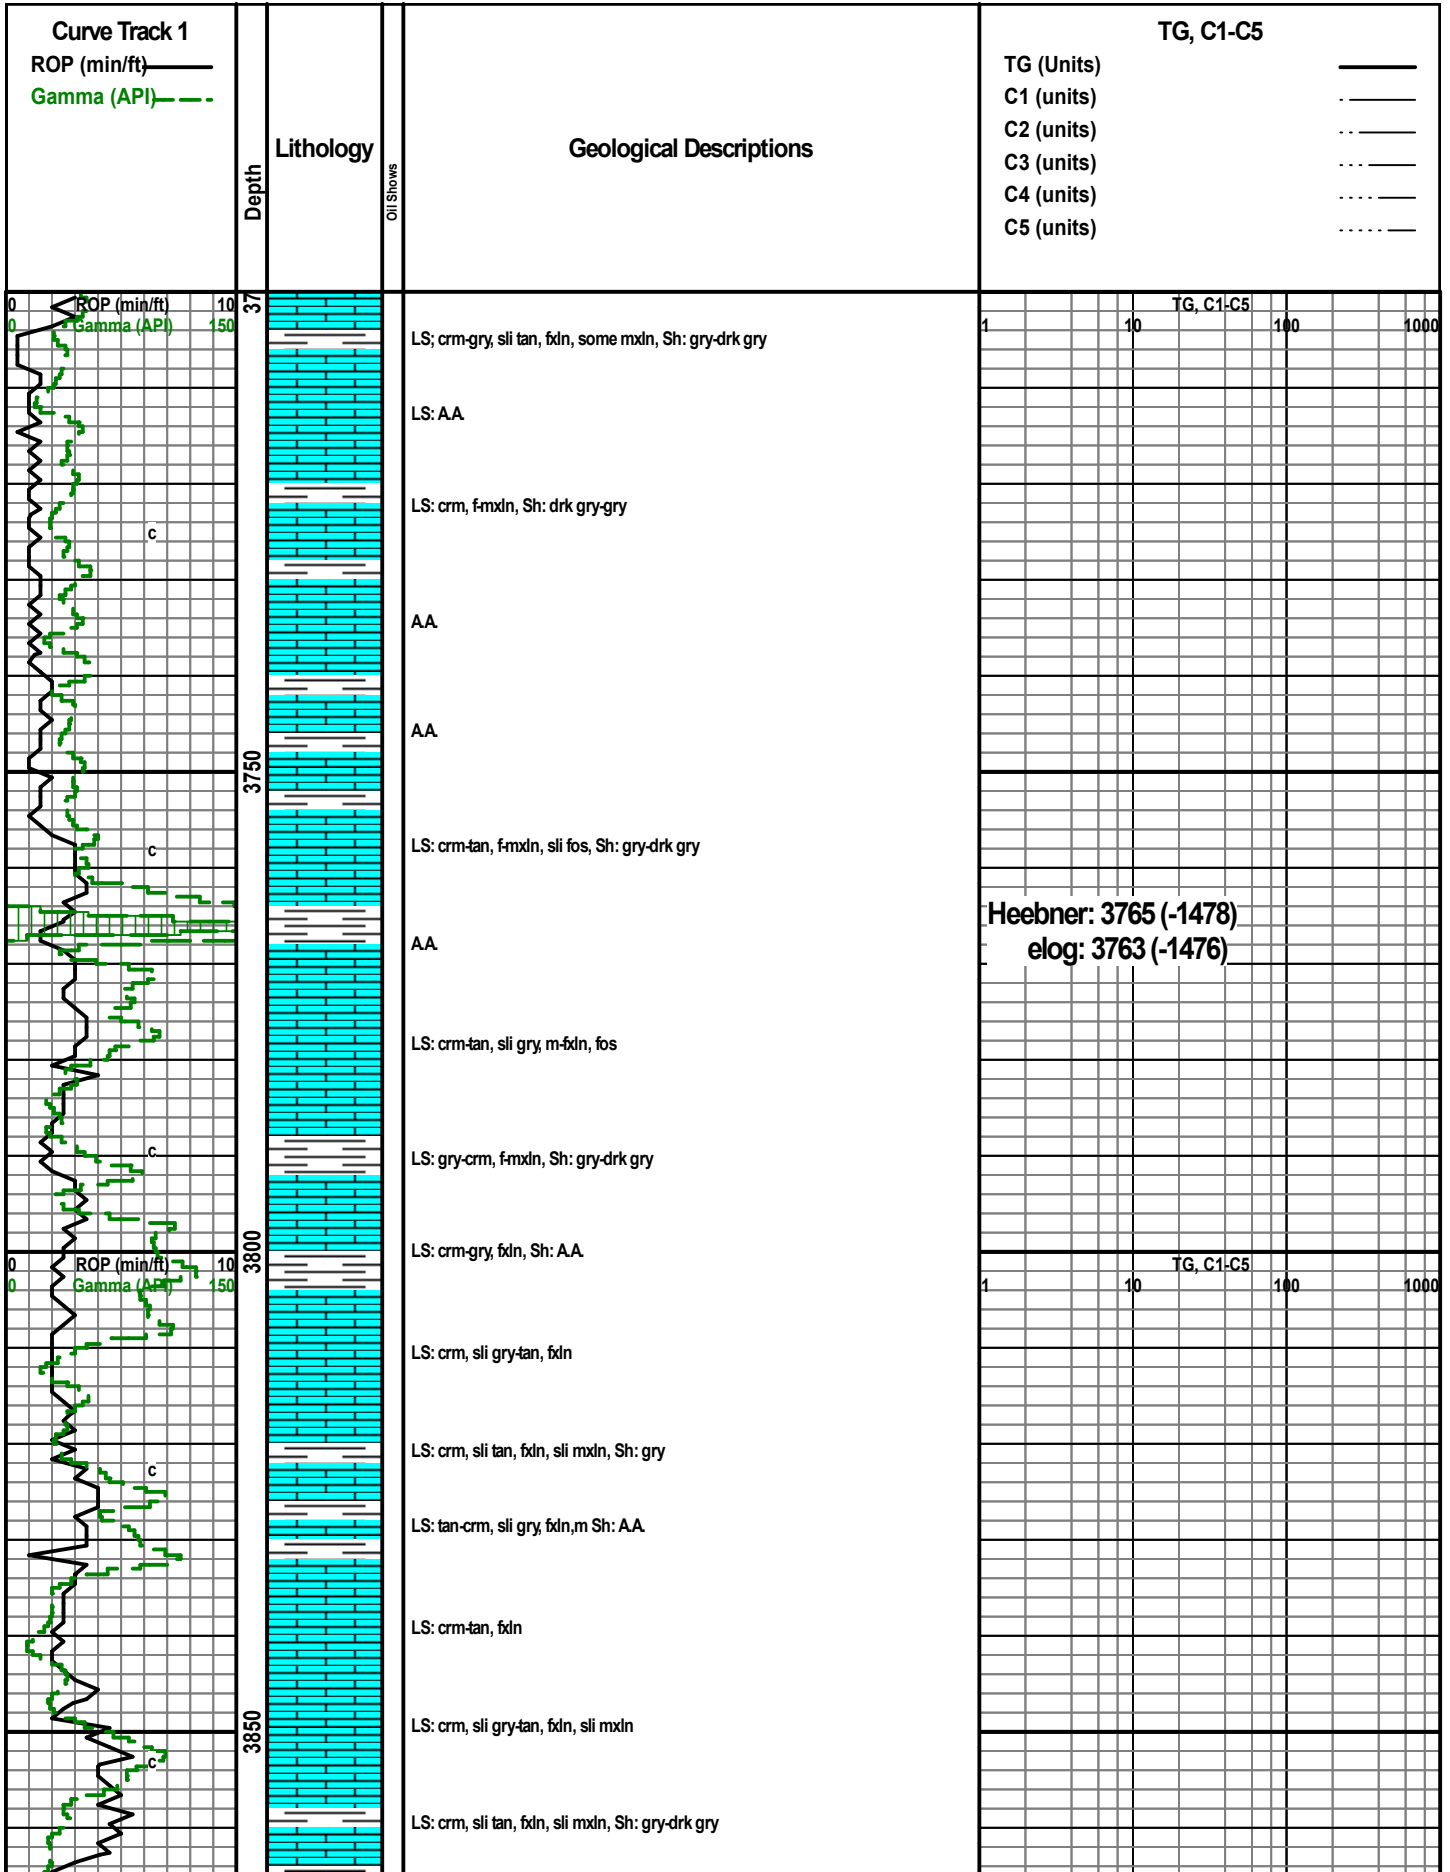 Curve Track 1
ROP (min/ft)
Gamma (API)
Depth
Lithology
Oil Shows
Geological Descriptions
TG, C1-C5
TG (Units)
C1 (units)
C2 (units)
C3 (units)
C4 (units)
C5 (units)
0 ROP (min/ft) 10
0 Gamma (API) 150
37
TG, C1-C5
1 10 100 1000
LS; crm-gry, sli tan, fxln, some mxln, Sh: gry-drk gry
LS: A.A.
LS: crm, f-mxln, Sh: drk gry-gry
C
A.A.
A.A.
3750
LS: crm-tan, f-mxln, sli fos, Sh: gry-drk gry
C
Heebner: 3765 (-1478)
elog: 3763 (-1476)
A.A.
LS: crm-tan, sli gry, m-fxln, fos
C
LS: gry-crm, f-mxln, Sh: gry-drk gry
3800
LS: crm-gry, fxln, Sh: A.A.
0 ROP (min/ft) 10
0 Gamma (API) 150
TG, C1-C5
1 10 100 1000
LS: crm, sli gry-tan, fxln
LS: crm, sli tan, fxln, sli mxln, Sh: gry
C
LS: tan-crm, sli gry, fxln,m Sh: A.A.
LS: crm-tan, fxln
LS: crm, sli gry-tan, fxln, sli mxln
3850
C
LS: crm, sli tan, fxln, sli mxln, Sh: gry-drk gry